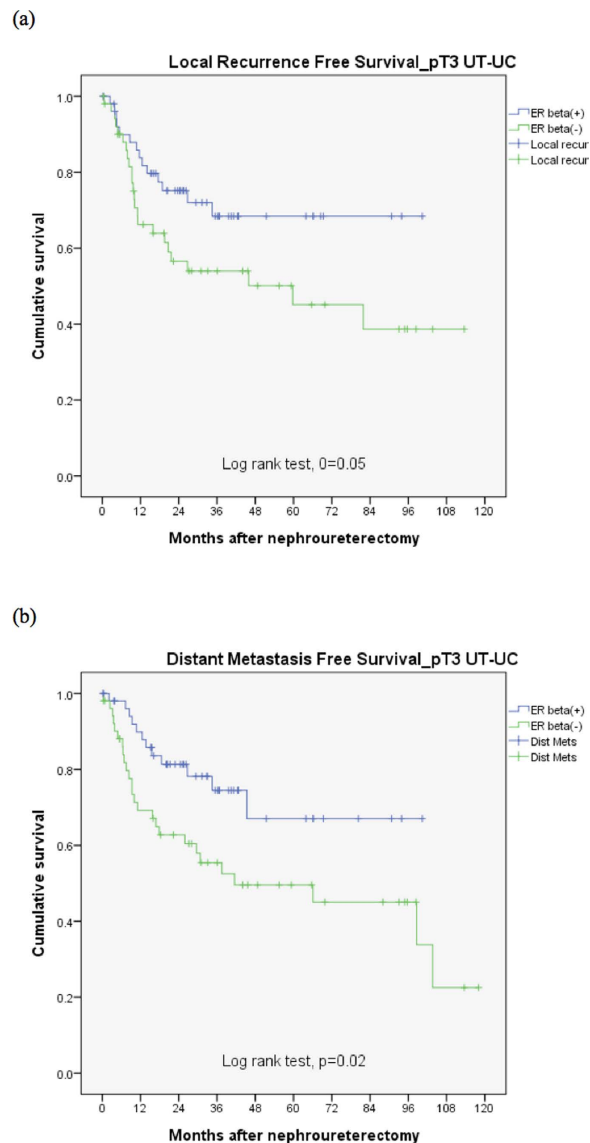 (a)
Local Recurrence Free Survival_pT3 UT-UC
ER beta(+)
ER beta(-)
Local recur
Local recur
Cumulative survival
1.0
0.8
0.6
0.4
0.2
0.0
Log rank test, 0=0.05
0 12 24 36 48 60 72 84 96 108 120
Months after nephroureterectomy
(b)
Distant Metastasis Free Survival_pT3 UT-UC
ER beta(+)
ER beta(-)
Dist Mets
Dist Mets
Cumulative survival
1.0
0.8
0.6
0.4
0.2
0.0
Log rank test, p=0.02
0 12 24 36 48 60 72 84 96 108 120
Months after nephroureterectomy